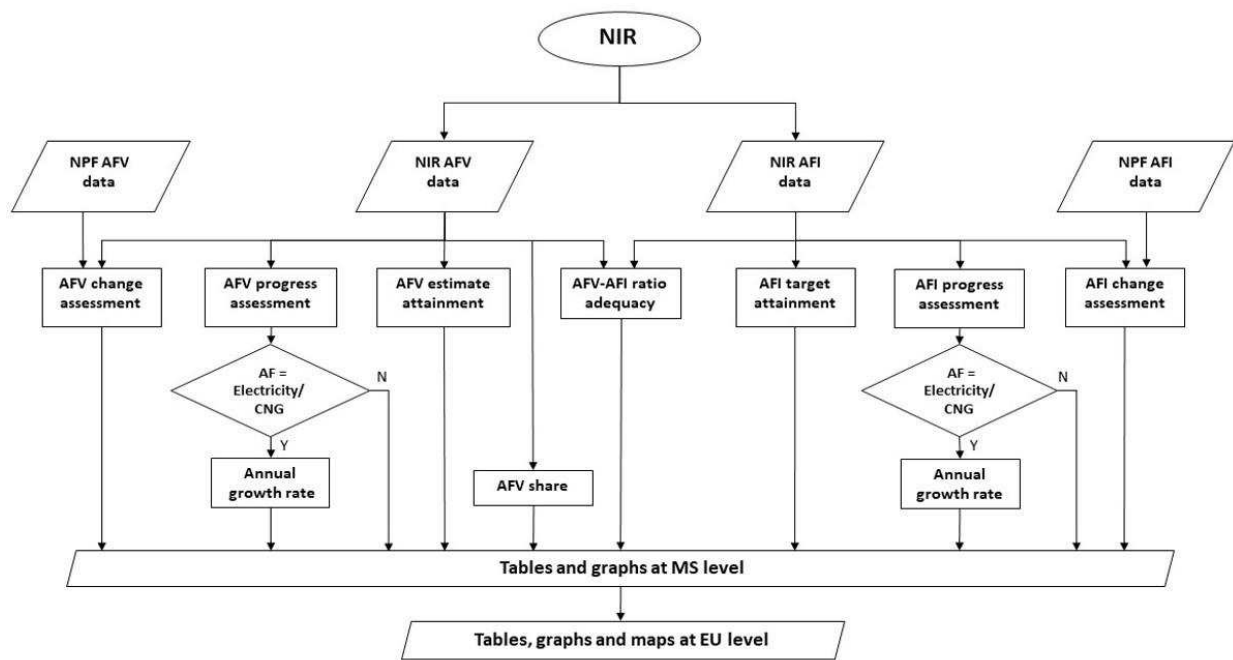 NIR
NPF AFV
data
NIR AFV
data
NIR AFI
data
NPF AFI
data
AFV change
assessment
AFV progress
assessment
AFV estimate
attainment
AFV-AFI ratio
adequacy
AFI target
attainment
AFI progress
assessment
AFI change
assessment
AF =
Electricity/
CNG
N
Y
AF =
Electricity/
CNG
N
Y
Annual
growth rate
AFV share
Annual
growth rate
Tables and graphs at MS level
Tables, graphs and maps at EU level